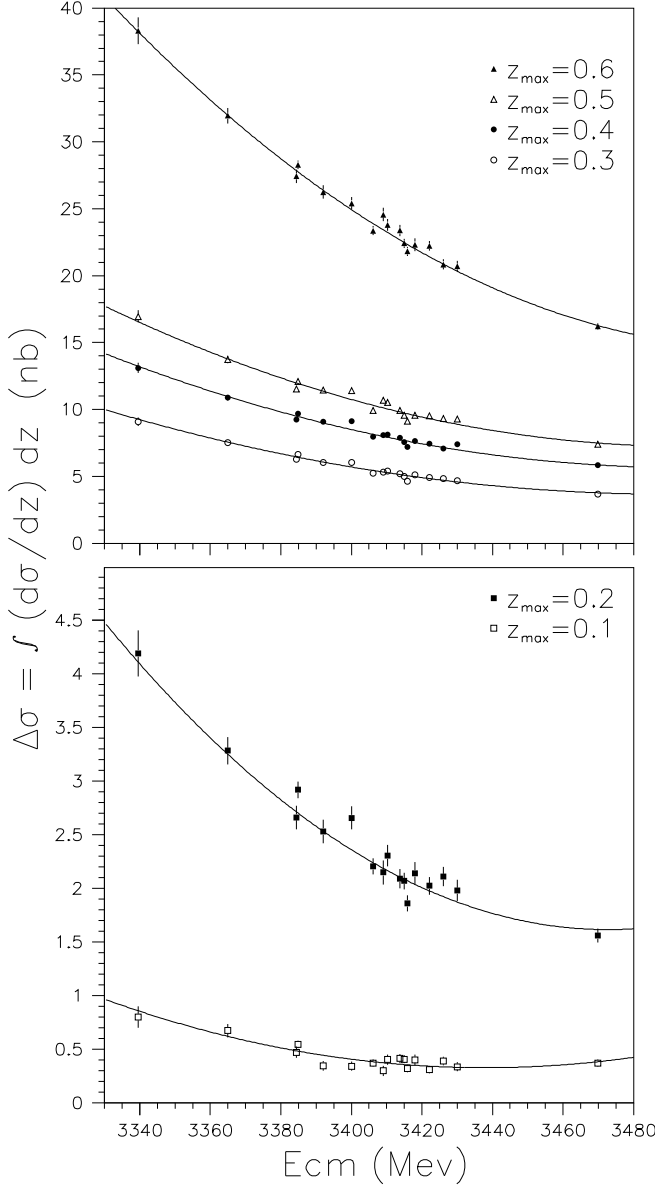 40
35
30
25
20
15
10
5
0
z_max=0.6
z_max=0.5
z_max=0.4
z_max=0.3
Δσ = ∫ (dσ/dz) dz (nb)
4.5
4
3.5
3
2.5
2
1.5
1
0.5
0
z_max=0.2
z_max=0.1
3340 3360 3380 3400 3420 3440 3460 3480
Ecm (Mev)